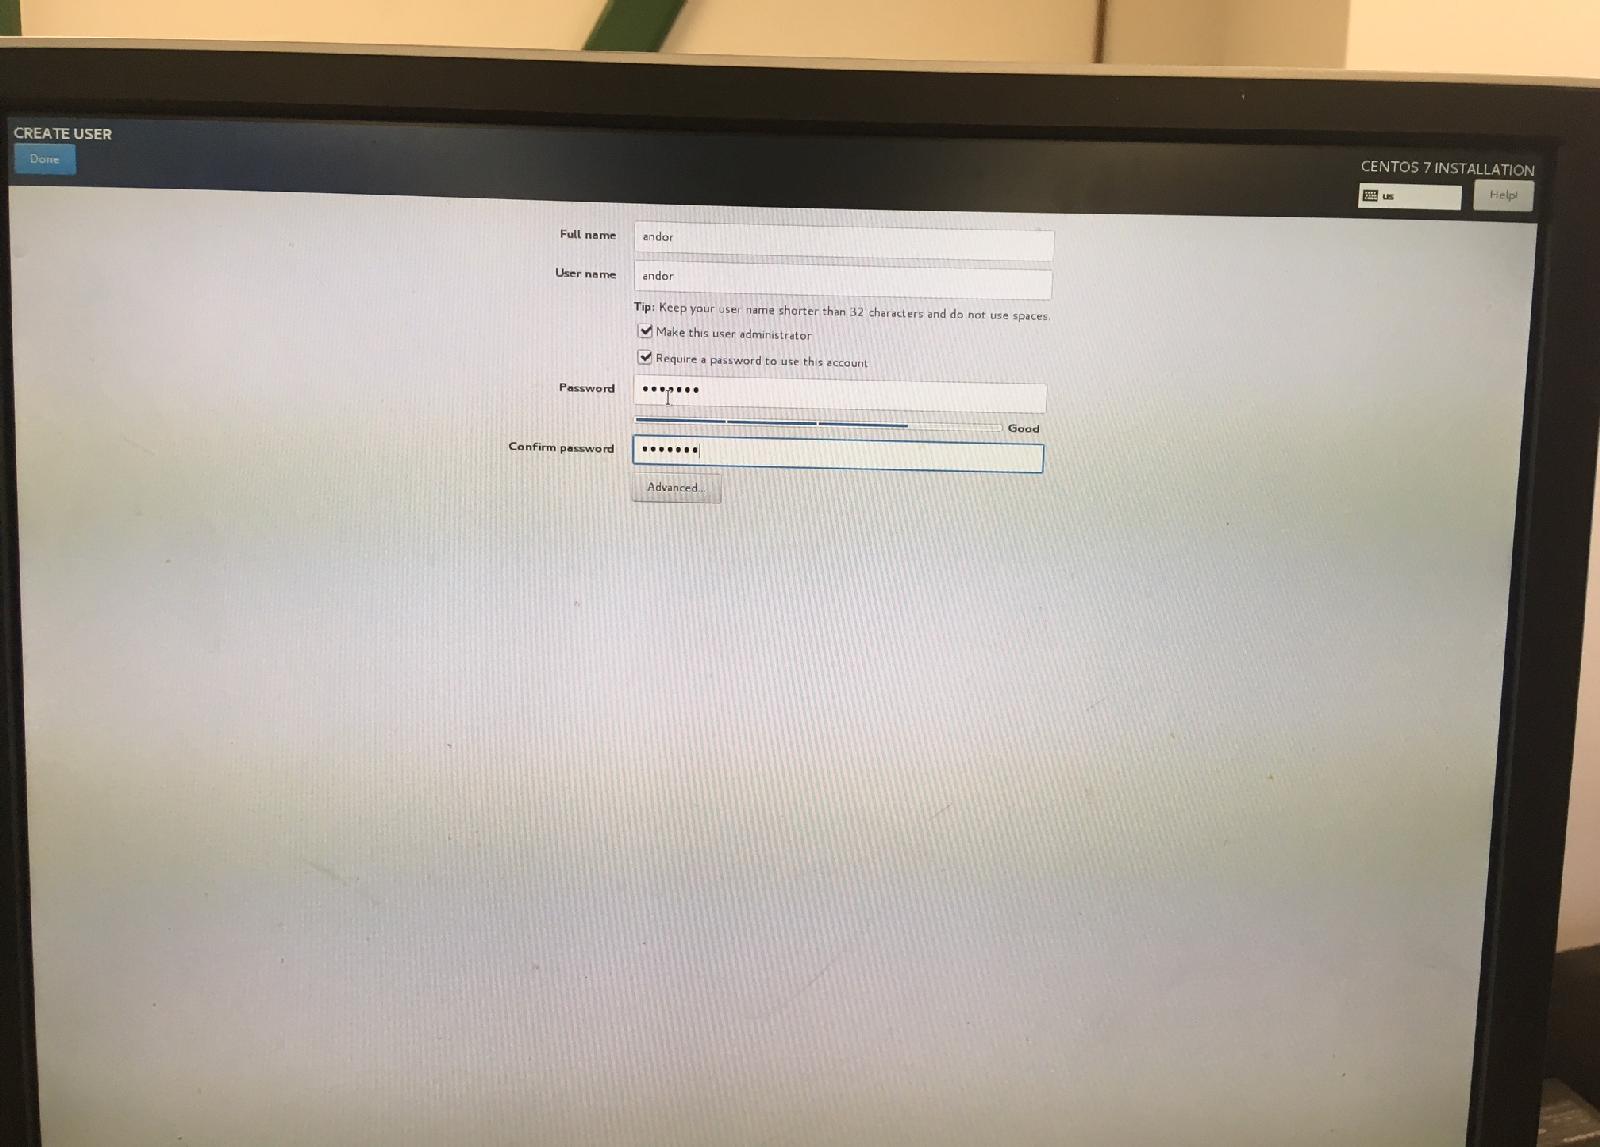 CREATE USER
Done
CENTOS 7 INSTALLATION
us
Help!
Full name
andor
User name
andor
Tip: Keep your user name shorter than 32 characters and do not use spaces.
Make this user administrator
Require a password to use this account
Password
•••••••
Good
Confirm password
•••••••
Advanced...